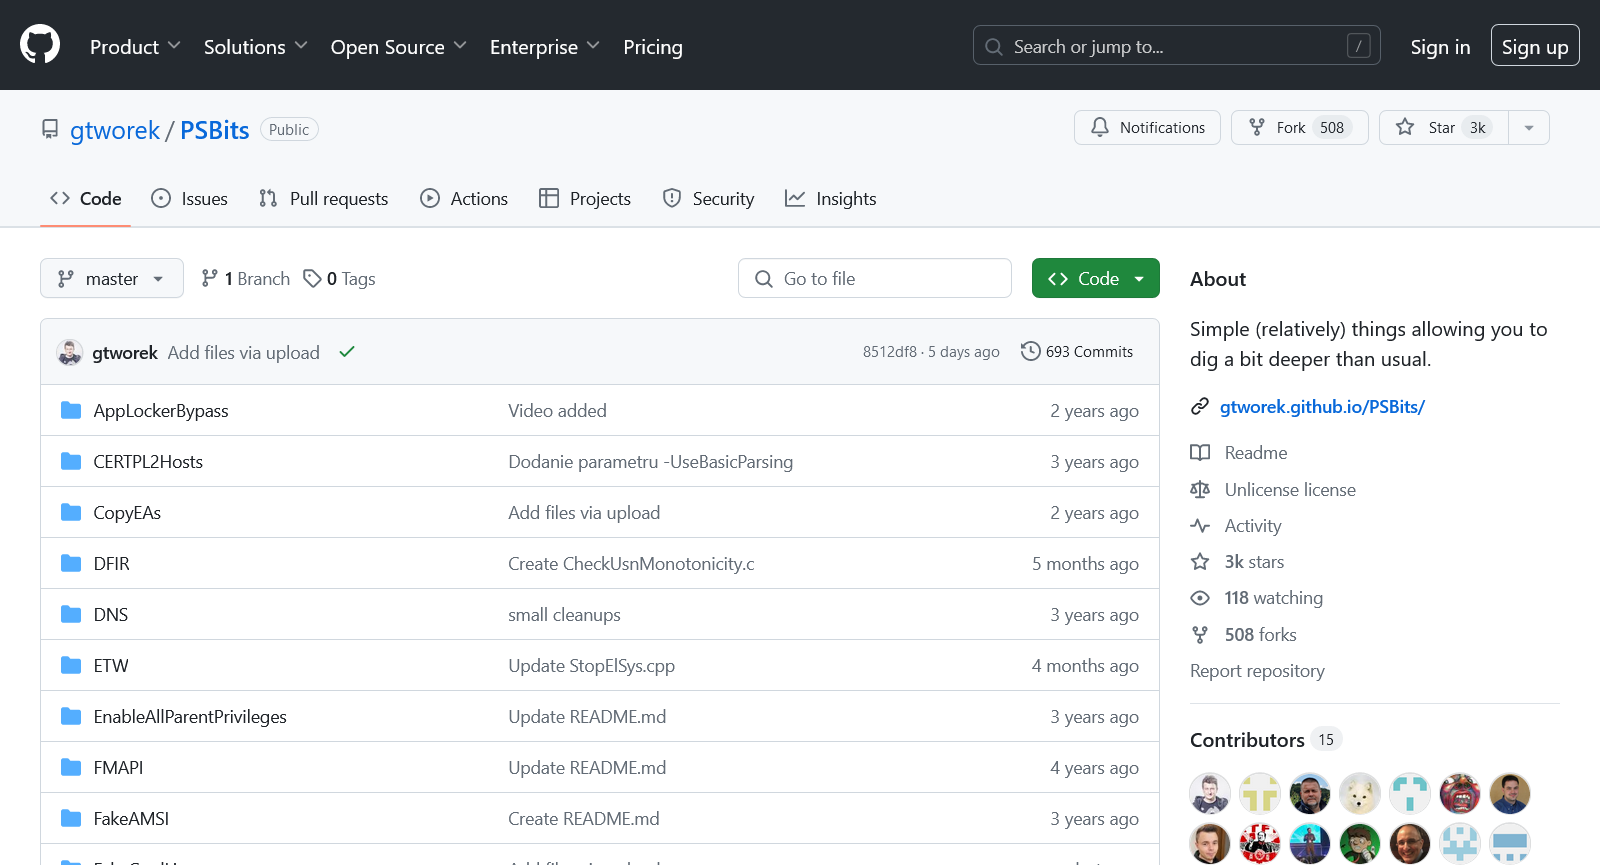 Product Solutions Open Source Enterprise Pricing Search or jump to... / Sign in Sign up
gtworek / PSBits Public Notifications Fork 508 Star 3k
Code Issues Pull requests Actions Projects Security Insights
master 1 Branch 0 Tags Go to file Code
gtworek Add files via upload 8512df8 · 5 days ago 693 Commits
AppLockerBypass Video added 2 years ago
CERTPL2Hosts Dodanie parametru -UseBasicParsing 3 years ago
CopyEAs Add files via upload 2 years ago
DFIR Create CheckUsnMonotonicity.c 5 months ago
DNS small cleanups 3 years ago
ETW Update StopElSys.cpp 4 months ago
EnableAllParentPrivileges Update README.md 3 years ago
FMAPI Update README.md 4 years ago
FakeAMSI Create README.md 3 years ago
About
Simple (relatively) things allowing you to
dig a bit deeper than usual.
gtworek.github.io/PSBits/
Readme
Unlicense license
Activity
3k stars
118 watching
508 forks
Report repository
Contributors 15